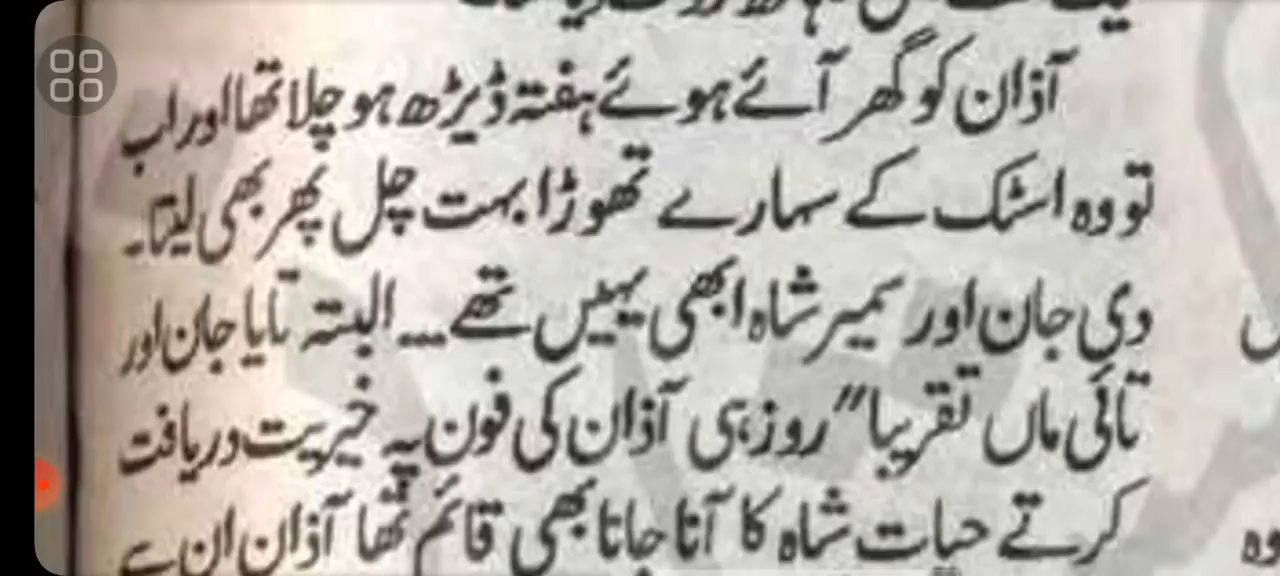 آذان کو گھر آئے ہوئے ہفتہ ڈیڑھ ہو چلا تھا اور اب
تو وہ اسٹک کے سہارے تھوڑا بہت چل پھر بھی لیتا۔
دی جان اور سمیر شاہ ابھی یہیں تھے... البتہ تایا جان اور
تائی ماں تقریبا" روز ہی آذان کی فون پہ خیریت دریافت
کرتے حیات شاہ کا آنا جانا بھی قائم تھا آذان ان سے
وہ